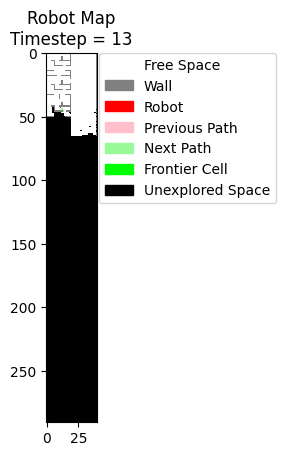 Robot Map
Timestep = 13
Free Space
Wall
Robot
Previous Path
Next Path
Frontier Cell
Unexplored Space
0
50
100
150
200
250
0
25